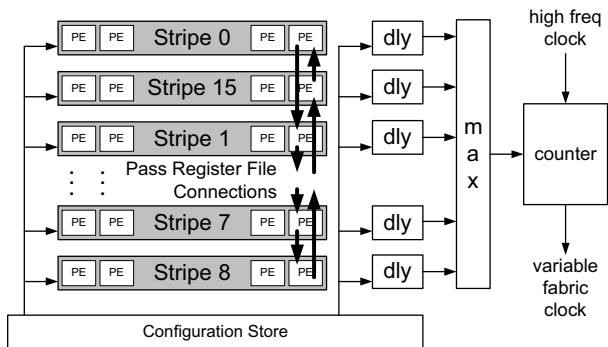 PE PE Stripe 0 PE PE dly
high freq
clock
PE PE Stripe 15 PE PE dly
PE PE Stripe 1 PE PE dly
max
counter
Pass Register File
Connections
PE PE Stripe 7 PE PE dly
PE PE Stripe 8 PE PE dly
variable
fabric
clock
Configuration Store